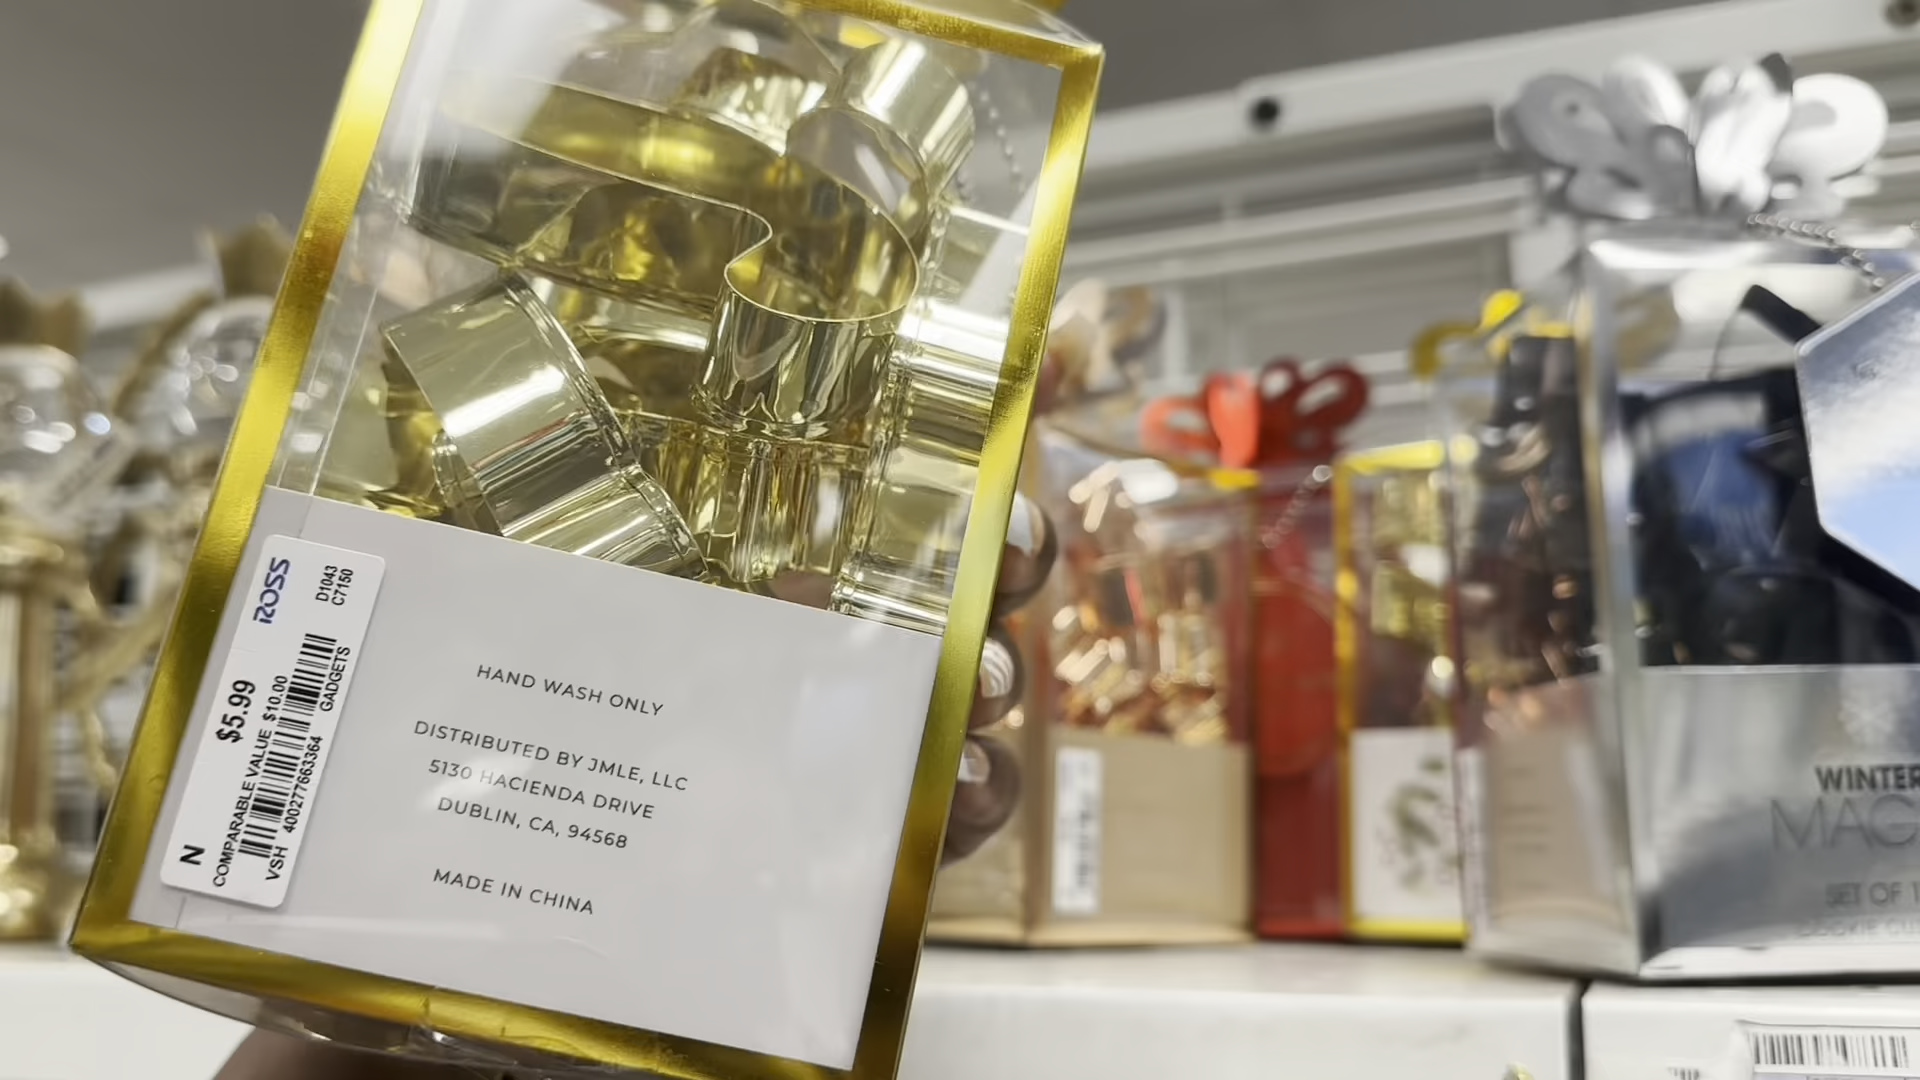 ROSS
D1043
C7150
GADGETS
$5.99
COMPARABLE VALUE $10.00
400277663364
VSH
N
HAND WASH ONLY
DISTRIBUTED BY JMLE, LLC
5130 HACIENDA DRIVE
DUBLIN, CA, 94568
MADE IN CHINA
WINTER
MAG
SET OF 1